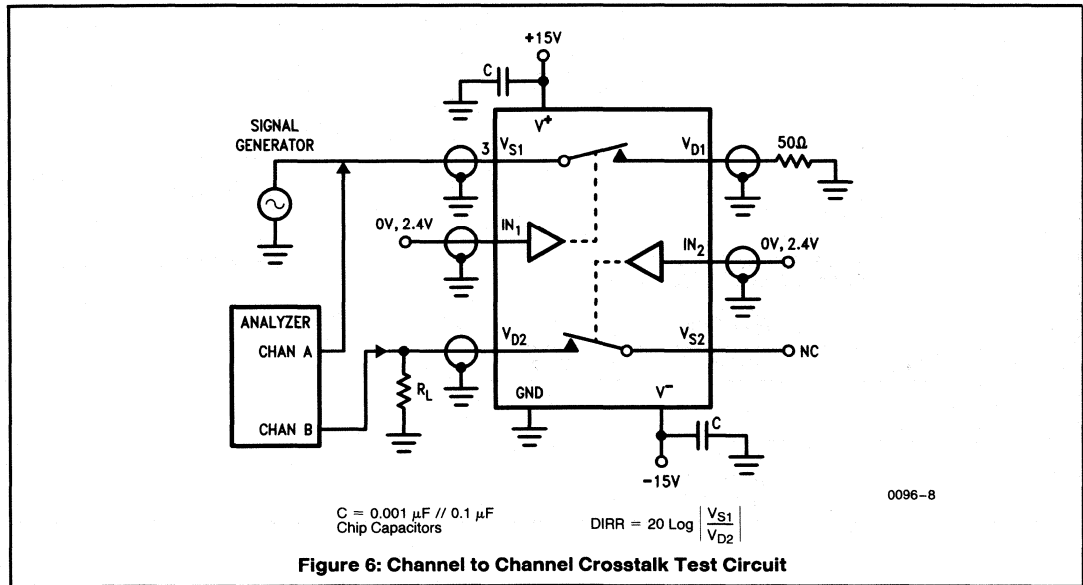 +15V
C
V+
SIGNAL
GENERATOR
3
VS1
VD1
50Ω
0V, 2.4V
IN1
IN2
0V, 2.4V
ANALYZER
CHAN A
CHAN B
RL
VD2
VS2
NC
GND
V−
C
-15V
0096–8
C = 0.001 μF // 0.1 μF
Chip Capacitors
DIRR = 20 Log |VS1/VD2|
Figure 6: Channel to Channel Crosstalk Test Circuit